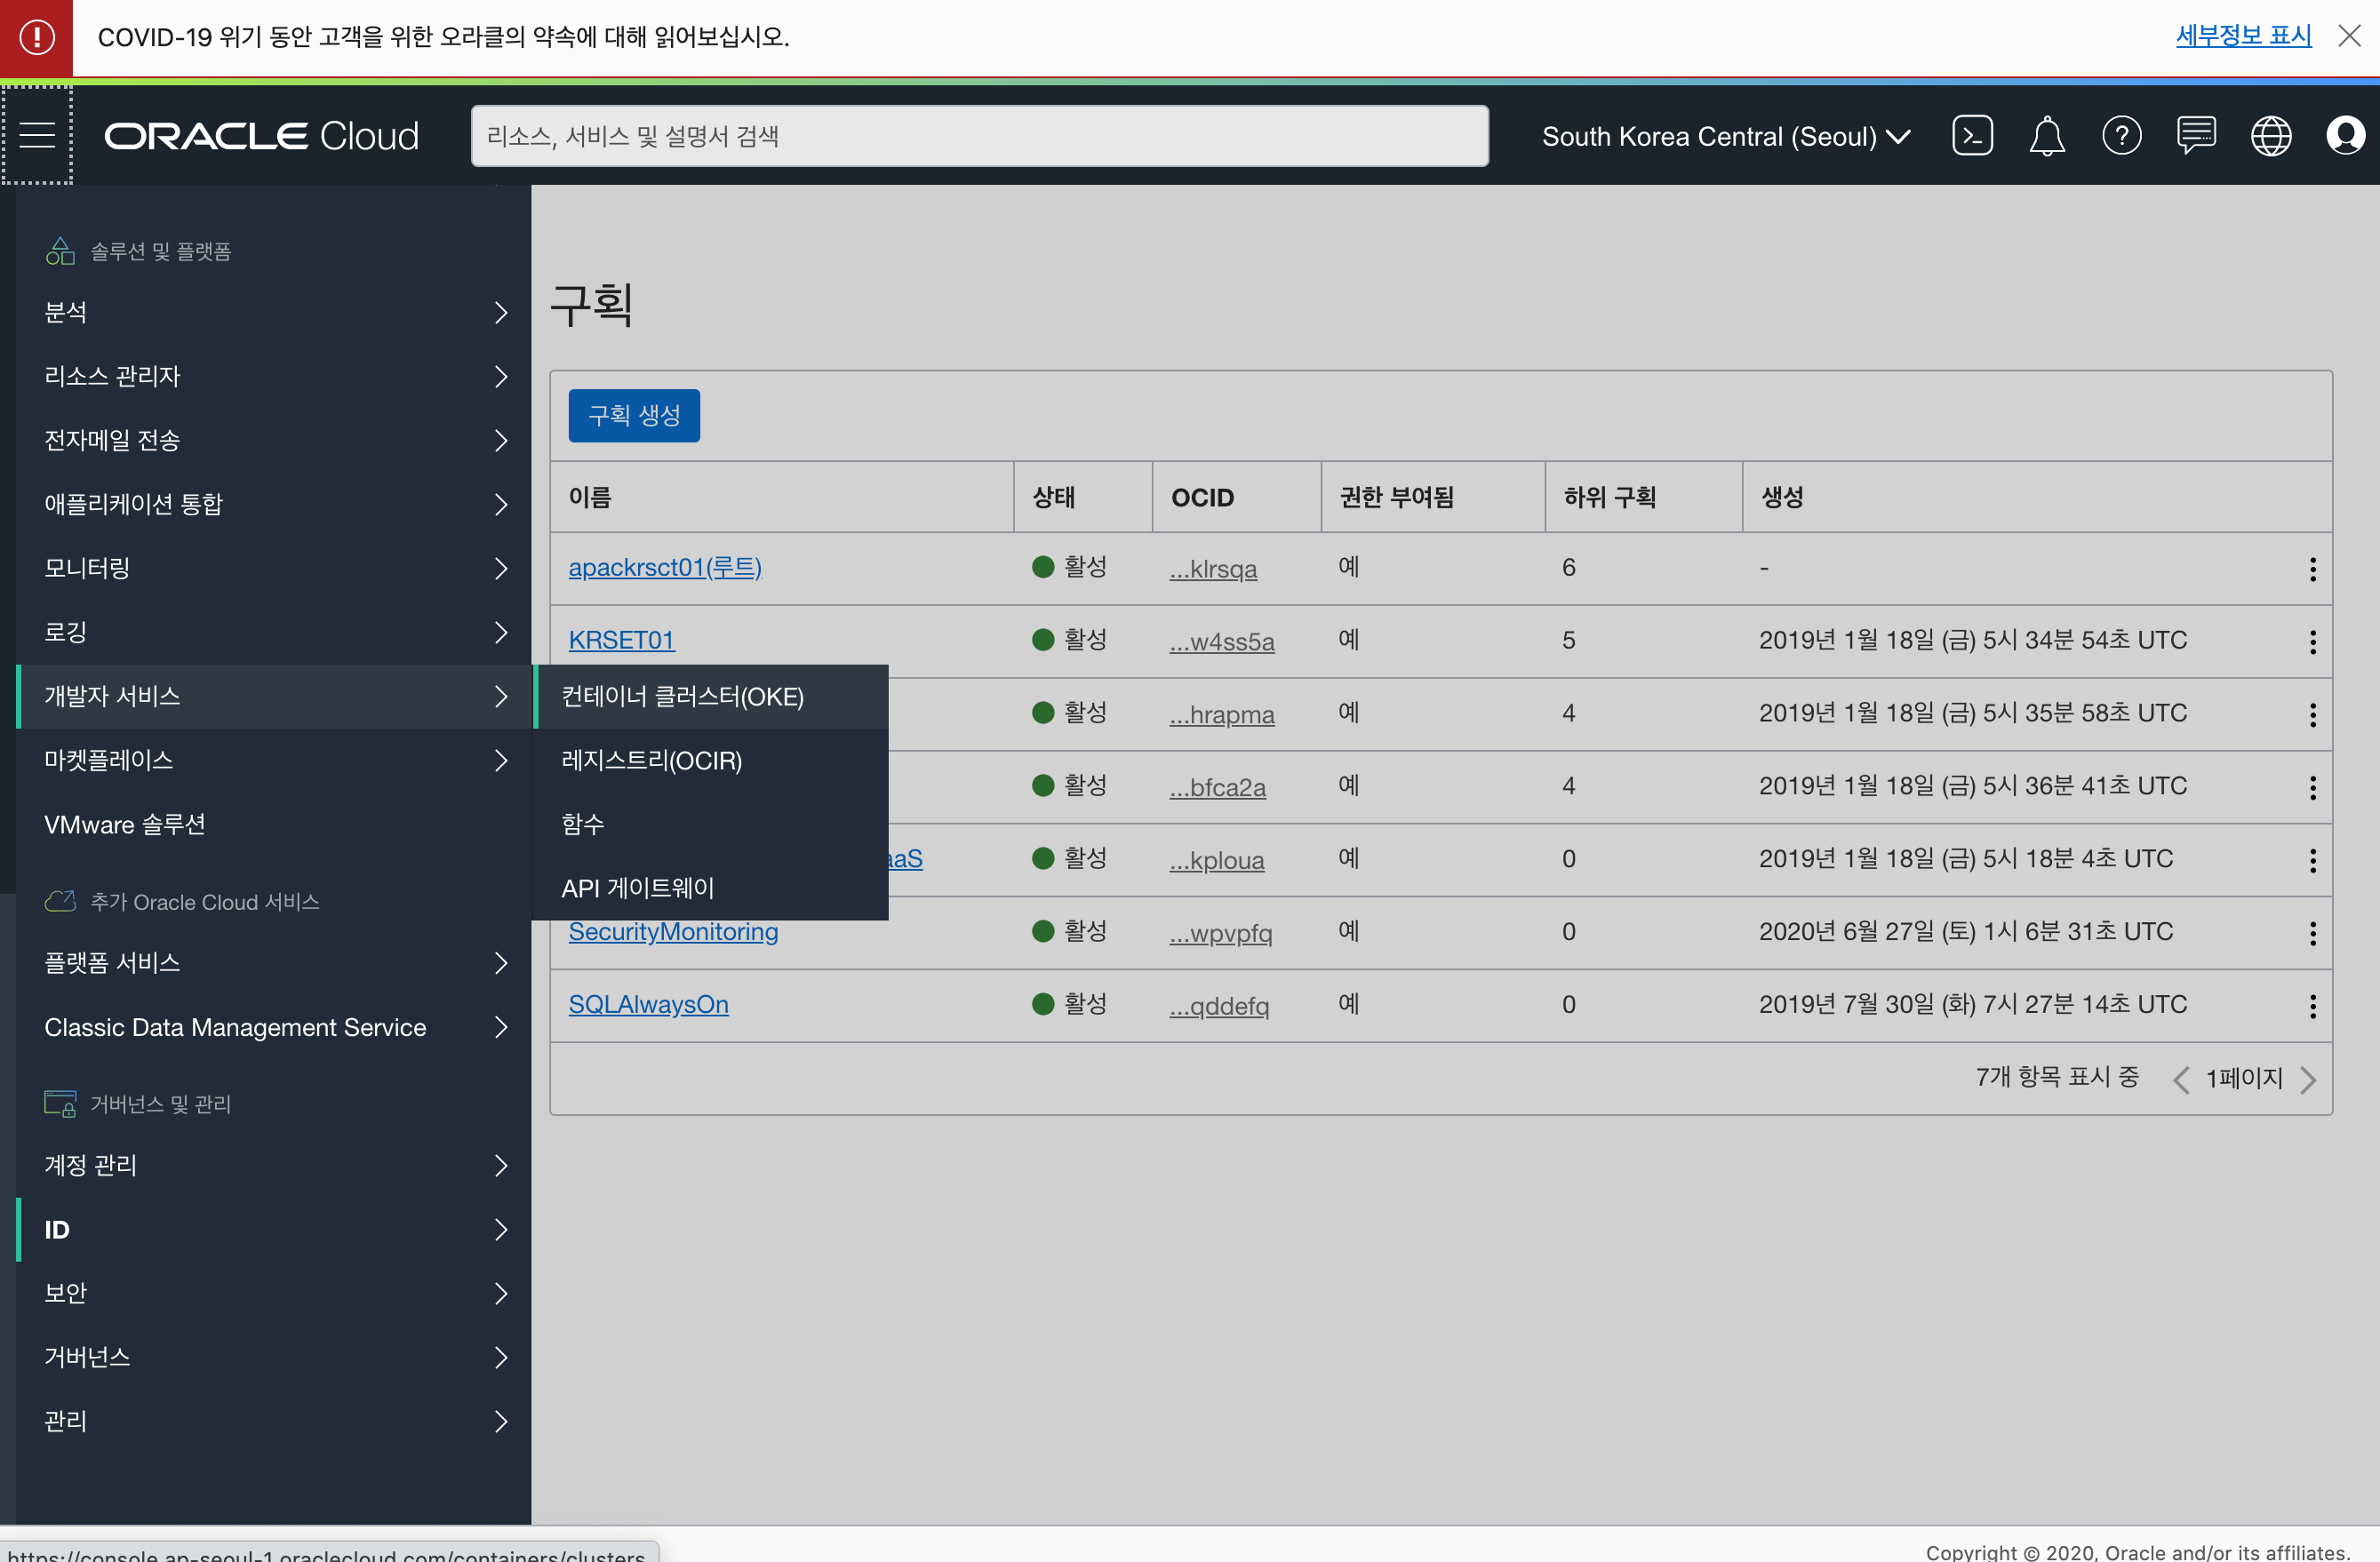 COVID-19 위기 동안 고객을 위한 오라클의 약속에 대해 읽어보십시오.
세부정보 표시
ORACLE Cloud
리소스, 서비스 및 설명서 검색
South Korea Central (Seoul)
솔루션 및 플랫폼
분석
리소스 관리자
전자메일 전송
애플리케이션 통합
모니터링
로깅
개발자 서비스
마켓플레이스
VMware 솔루션
추가 Oracle Cloud 서비스
플랫폼 서비스
Classic Data Management Service
거버넌스 및 관리
계정 관리
ID
보안
거버넌스
관리
컨테이너 클러스터(OKE)
레지스트리(OCIR)
함수
API 게이트웨이
구획
구획 생성
이름 상태 OCID 권한 부여됨 하위 구획 생성
apackrsct01(루트) 활성 ...klrsqa 예 6 -
KRSET01 활성 ...w4ss5a 예 5 2019년 1월 18일 (금) 5시 34분 54초 UTC
활성 ...hrapma 예 4 2019년 1월 18일 (금) 5시 35분 58초 UTC
활성 ...bfca2a 예 4 2019년 1월 18일 (금) 5시 36분 41초 UTC
aaS 활성 ...kploua 예 0 2019년 1월 18일 (금) 5시 18분 4초 UTC
SecurityMonitoring 활성 ...wpvpfq 예 0 2020년 6월 27일 (토) 1시 6분 31초 UTC
SQLAlwaysOn 활성 ...qddefq 예 0 2019년 7월 30일 (화) 7시 27분 14초 UTC
7개 항목 표시 중 1페이지
https://console.ap-seoul-1.oraclecloud.com/containers/clusters
Copyright © 2020, Oracle and/or its affiliates.